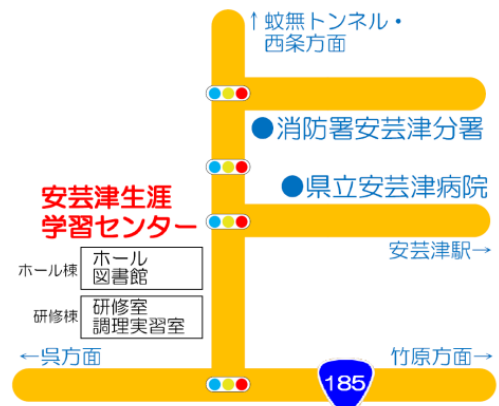 ↑蚊無トンネル・
西条方面
●消防署安芸津分署
●県立安芸津病院
安芸津生涯
学習センター
安芸津駅→
ホール棟
ホール
図書館
研修棟
研修室
調理実習室
←呉方面
竹原方面→
185